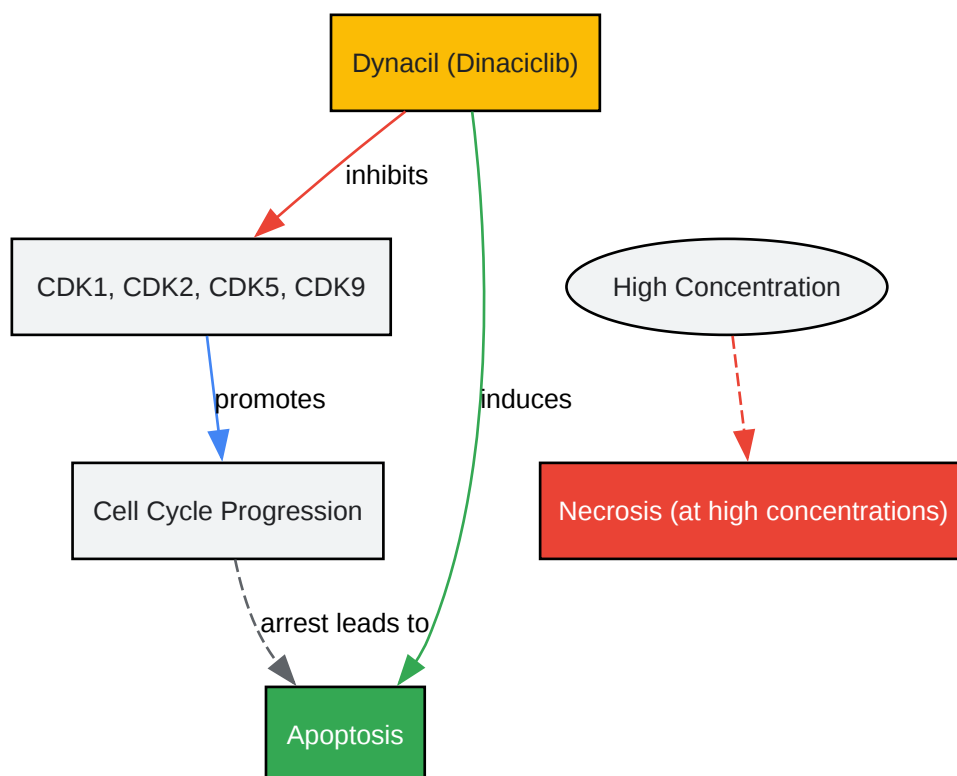 Dynacil (Dinaciclib)
inhibits
CDK1, CDK2, CDK5, CDK9
High Concentration
promotes
induces
Cell Cycle Progression
Necrosis (at high concentrations)
arrest leads to
Apoptosis